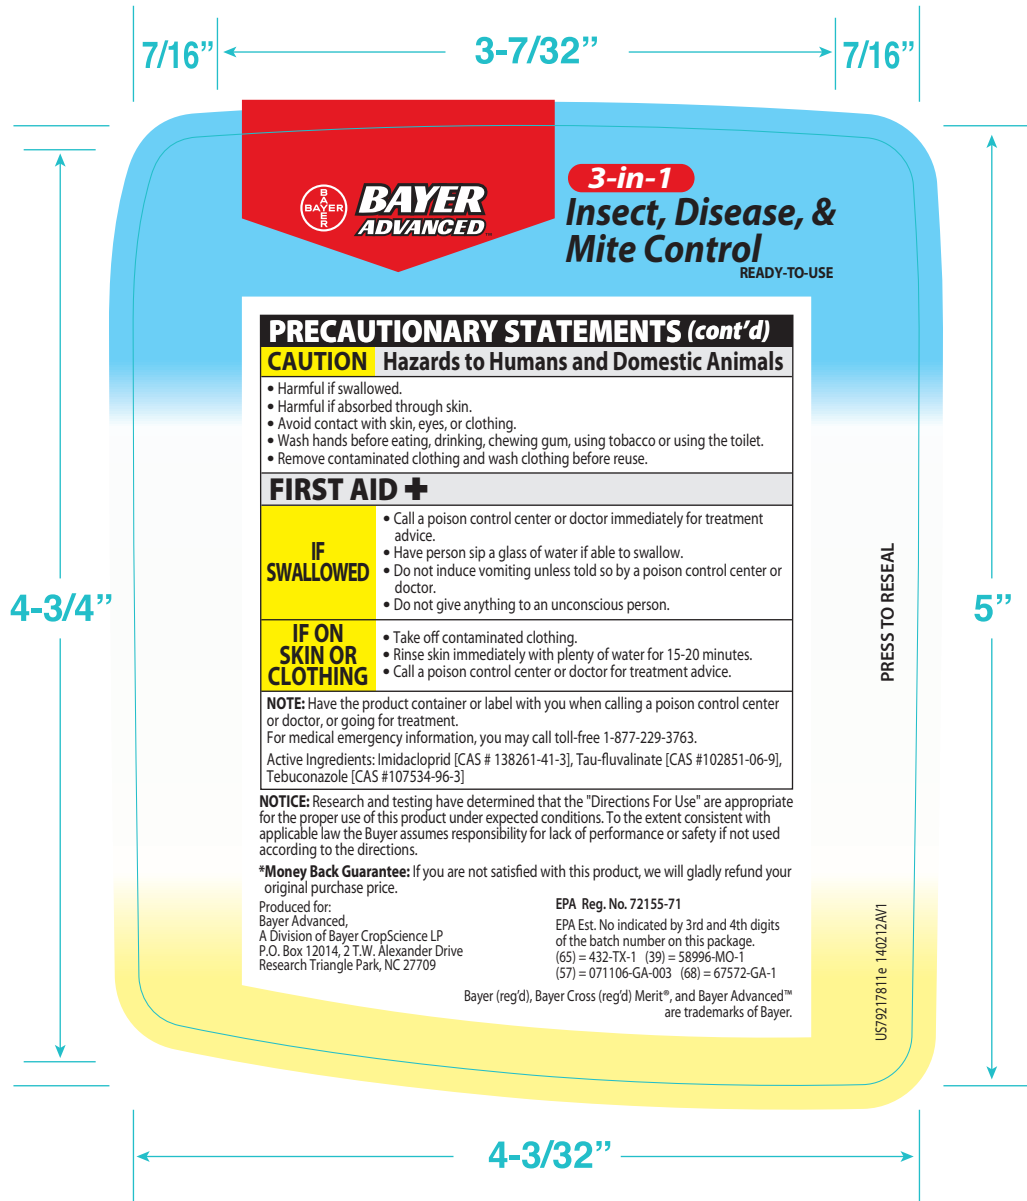 7/16”
3-7/32”
7/16”
BAYER
BAYER
BAYER
ADVANCED™
3-in-1
Insect, Disease, &
Mite Control
READY-TO-USE
PRECAUTIONARY STATEMENTS (cont’d)
CAUTION Hazards to Humans and Domestic Animals
• Harmful if swallowed.
• Harmful if absorbed through skin.
• Avoid contact with skin, eyes, or clothing.
• Wash hands before eating, drinking, chewing gum, using tobacco or using the toilet.
• Remove contaminated clothing and wash clothing before reuse.
FIRST AID
IF
SWALLOWED
• Call a poison control center or doctor immediately for treatment
advice.
• Have person sip a glass of water if able to swallow.
• Do not induce vomiting unless told so by a poison control center or
doctor.
• Do not give anything to an unconscious person.
IF ON
SKIN OR
CLOTHING
• Take off contaminated clothing.
• Rinse skin immediately with plenty of water for 15-20 minutes.
• Call a poison control center or doctor for treatment advice.
NOTE: Have the product container or label with you when calling a poison control center
or doctor, or going for treatment.
For medical emergency information, you may call toll-free 1-877-229-3763.
Active Ingredients: Imidacloprid [CAS # 138261-41-3], Tau-fluvalinate [CAS #102851-06-9],
Tebuconazole [CAS #107534-96-3]
NOTICE: Research and testing have determined that the "Directions For Use" are appropriate
for the proper use of this product under expected conditions. To the extent consistent with
applicable law the Buyer assumes responsibility for lack of performance or safety if not used
according to the directions.
*Money Back Guarantee: If you are not satisfied with this product, we will gladly refund your
original purchase price.
Produced for:
Bayer Advanced,
A Division of Bayer CropScience LP
P.O. Box 12014, 2 T.W. Alexander Drive
Research Triangle Park, NC 27709
EPA Reg. No. 72155-71
EPA Est. No indicated by 3rd and 4th digits
of the batch number on this package.
(65) = 432-TX-1 (39) = 58996-MO-1
(57) = 071106-GA-003 (68) = 67572-GA-1
Bayer (reg’d), Bayer Cross (reg’d) Merit®, and Bayer Advanced™
are trademarks of Bayer.
PRESS TO RESEAL
US79217811e 140212AV1
4-3/4”
5”
4-3/32”